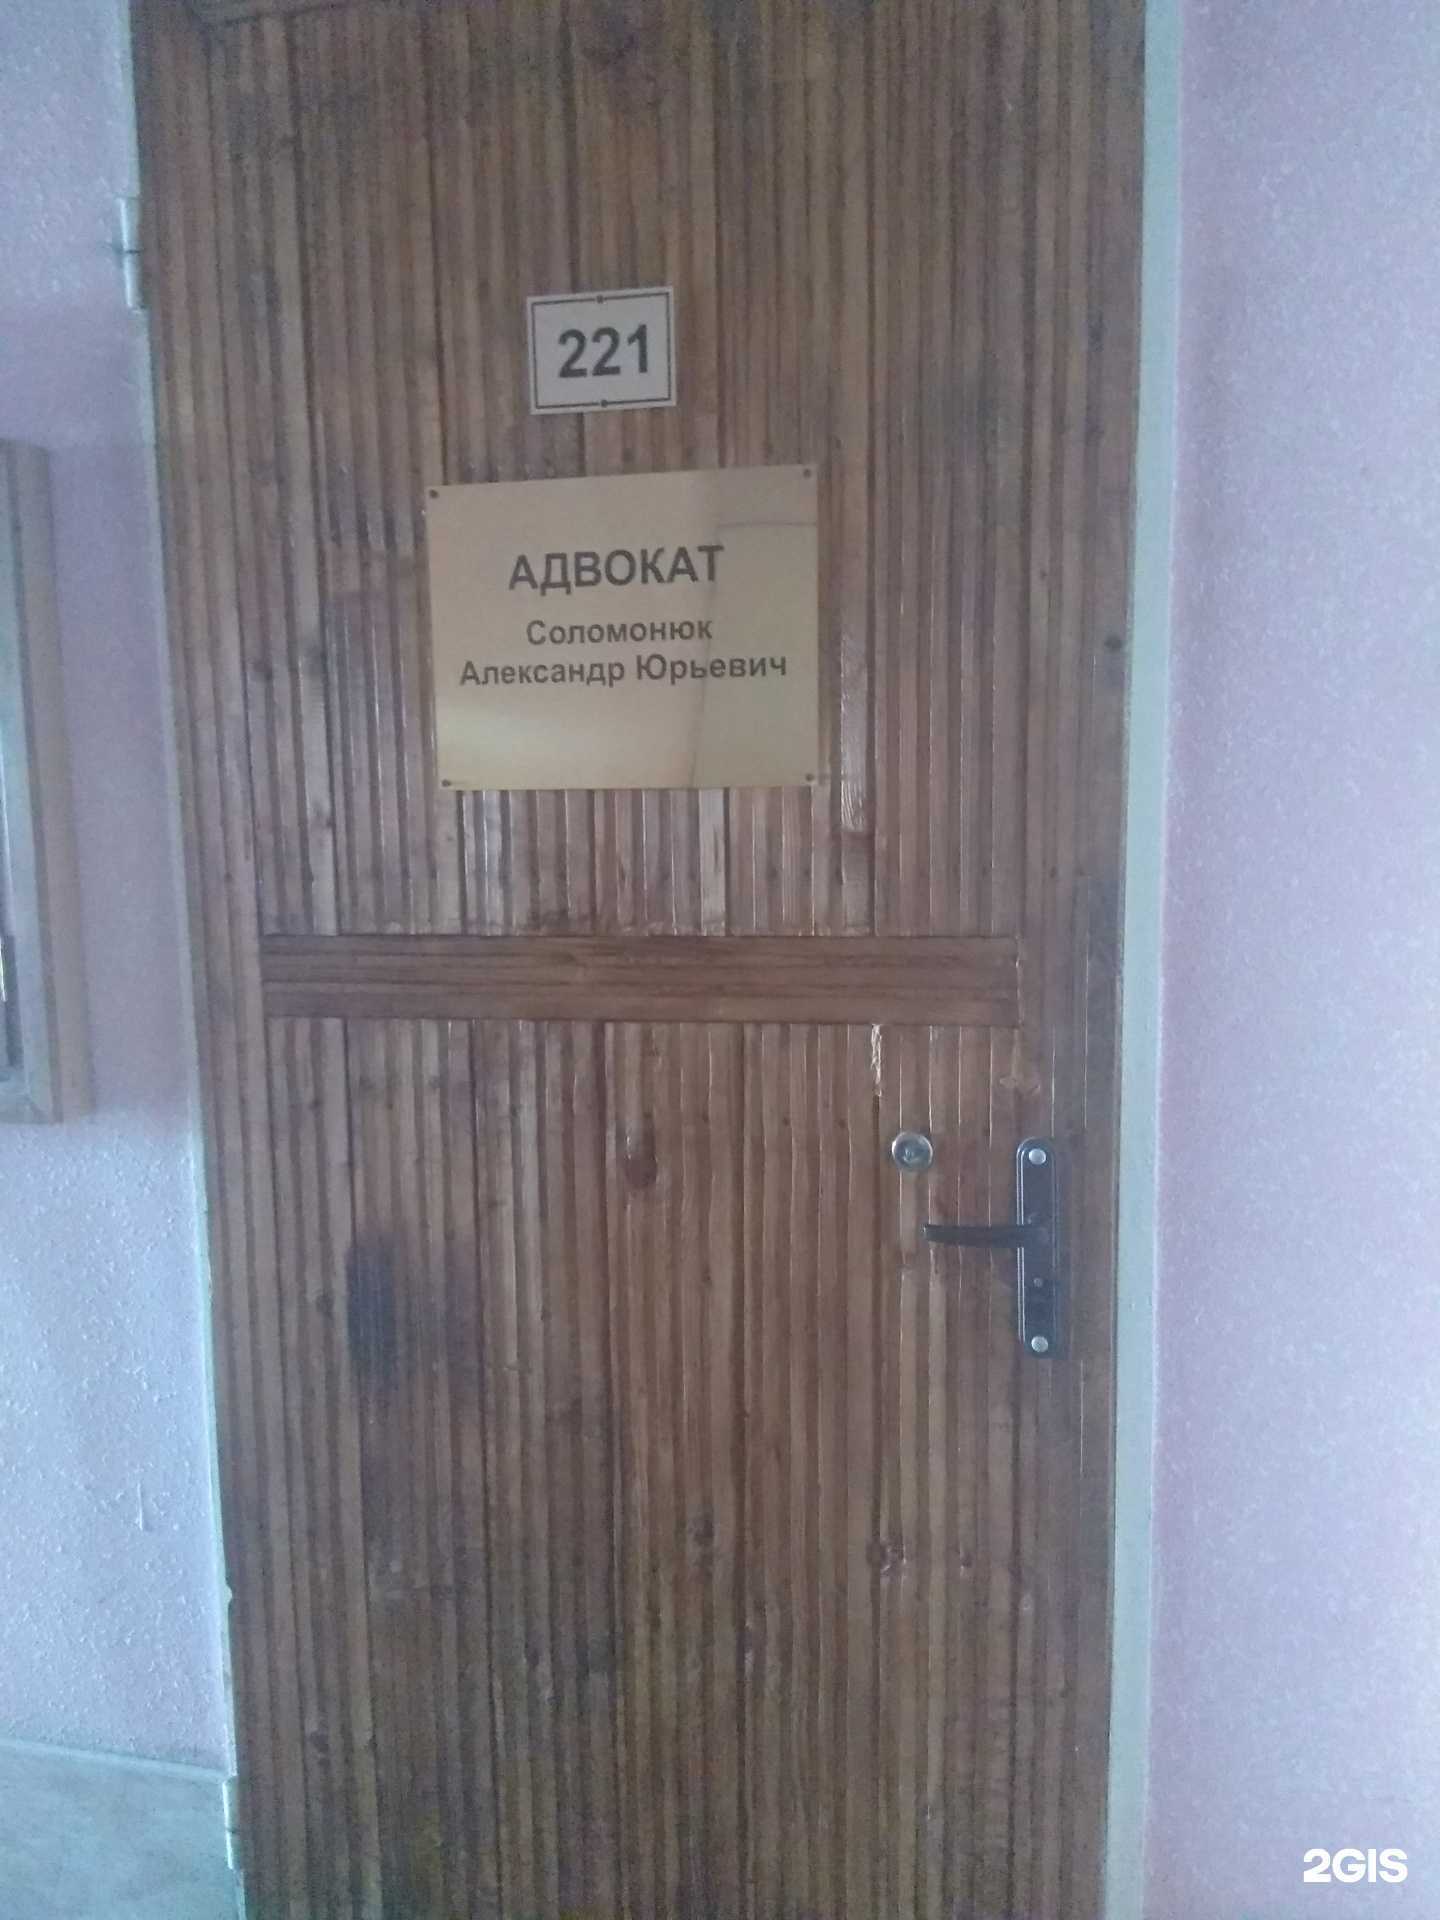 221
АДВОКАТ
Соломонюк
Александр Юрьевич
2GIS